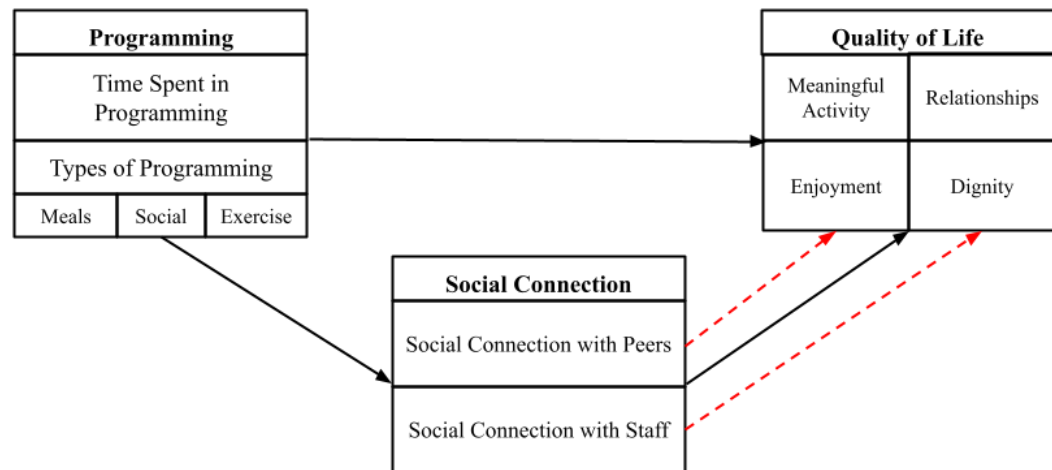 Programming
Time Spent in
Programming
Types of Programming
Meals
Social
Exercise
Quality of Life
Meaningful
Activity
Relationships
Enjoyment
Dignity
Social Connection
Social Connection with Peers
Social Connection with Staff